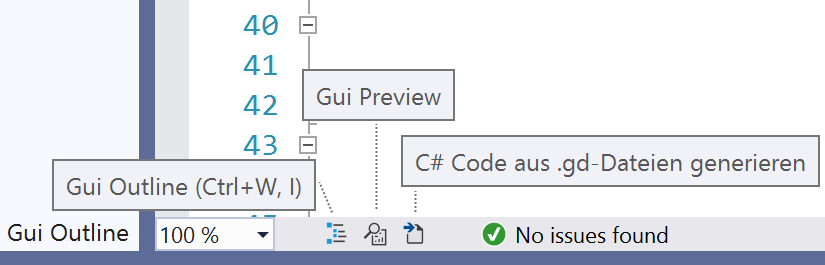 40
41
Gui Preview
42
43
C# Code aus .gd-Dateien generieren
Gui Outline (Ctrl+W, I)
Gui Outline
100 %
No issues found